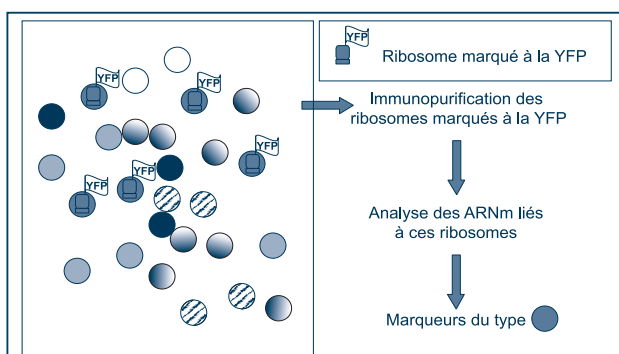 YFP
YFP
YFP
YFP
YFP
YFP
Ribosome marqué à la YFP
Immunopurification des
ribosomes marqués à la YFP
Analyse des ARNm liés
à ces ribosomes
Marqueurs du type